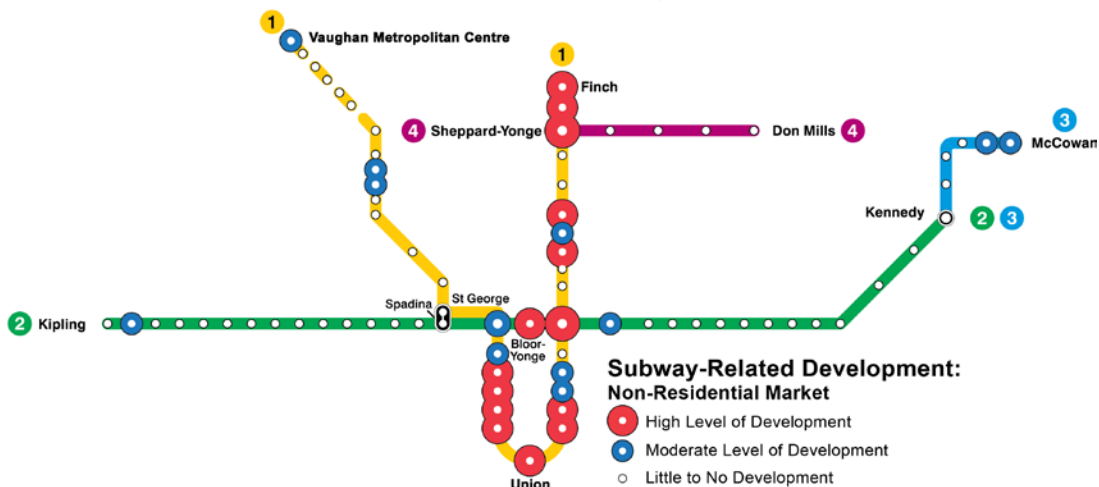 1
Vaughan Metropolitan Centre
1
Finch
4 Sheppard-Yonge
Don Mills 4
3
McCowan
Kennedy
2 3
Spadina
St George
2 Kipling
Bloor-
Yonge
Union
Subway-Related Development:
Non-Residential Market
High Level of Development
Moderate Level of Development
Little to No Development